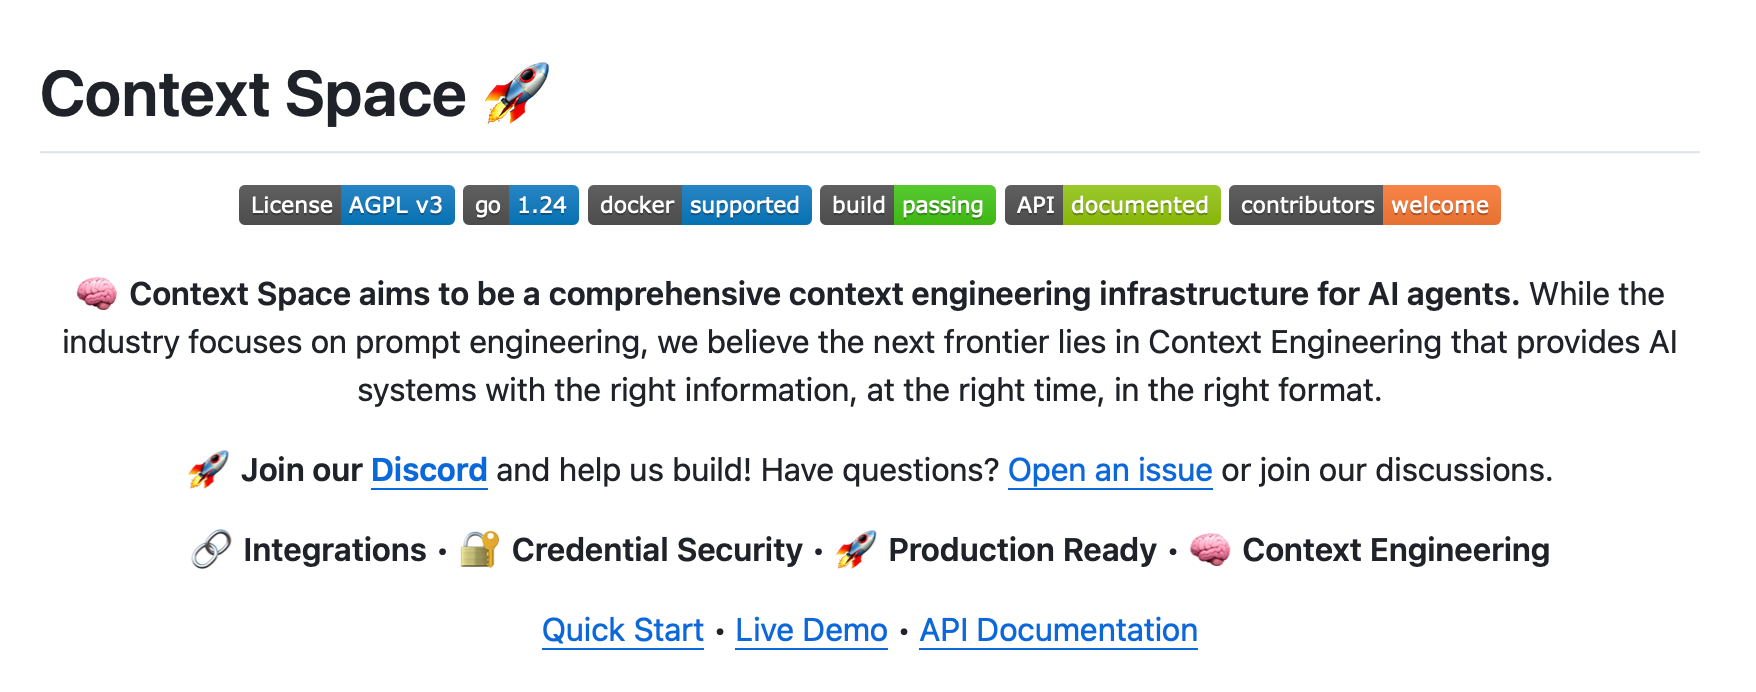 Context Space 🚀
License AGPL v3 go 1.24 docker supported build passing API documented contributors welcome
🧠 Context Space aims to be a comprehensive context engineering infrastructure for AI agents. While the
industry focuses on prompt engineering, we believe the next frontier lies in Context Engineering that provides AI
systems with the right information, at the right time, in the right format.
🚀 Join our Discord and help us build! Have questions? Open an issue or join our discussions.
🔗 Integrations • 🔐 Credential Security • 🚀 Production Ready • 🧠 Context Engineering
Quick Start • Live Demo • API Documentation